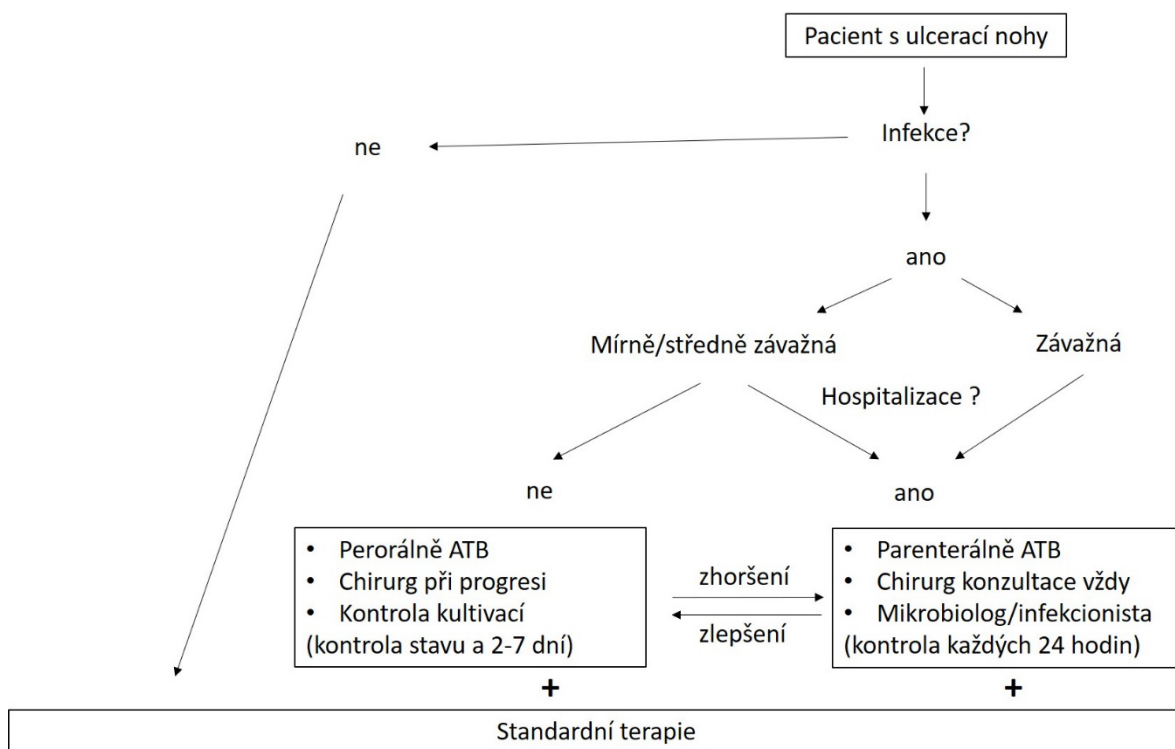 Pacient s ulcerací nohy
Infekce?
ne
ano
Mírně/středně závažná
Závažná
Hospitalizace ?
ne
ano
• Perorálně ATB
• Chirurg při progresi
• Kontrola kultivací
(kontrola stavu a 2-7 dní)
zhoršení
zlepšení
• Parenterálně ATB
• Chirurg konzultace vždy
• Mikrobiolog/infekcionista
(kontrola každých 24 hodin)
+
+
Standardní terapie